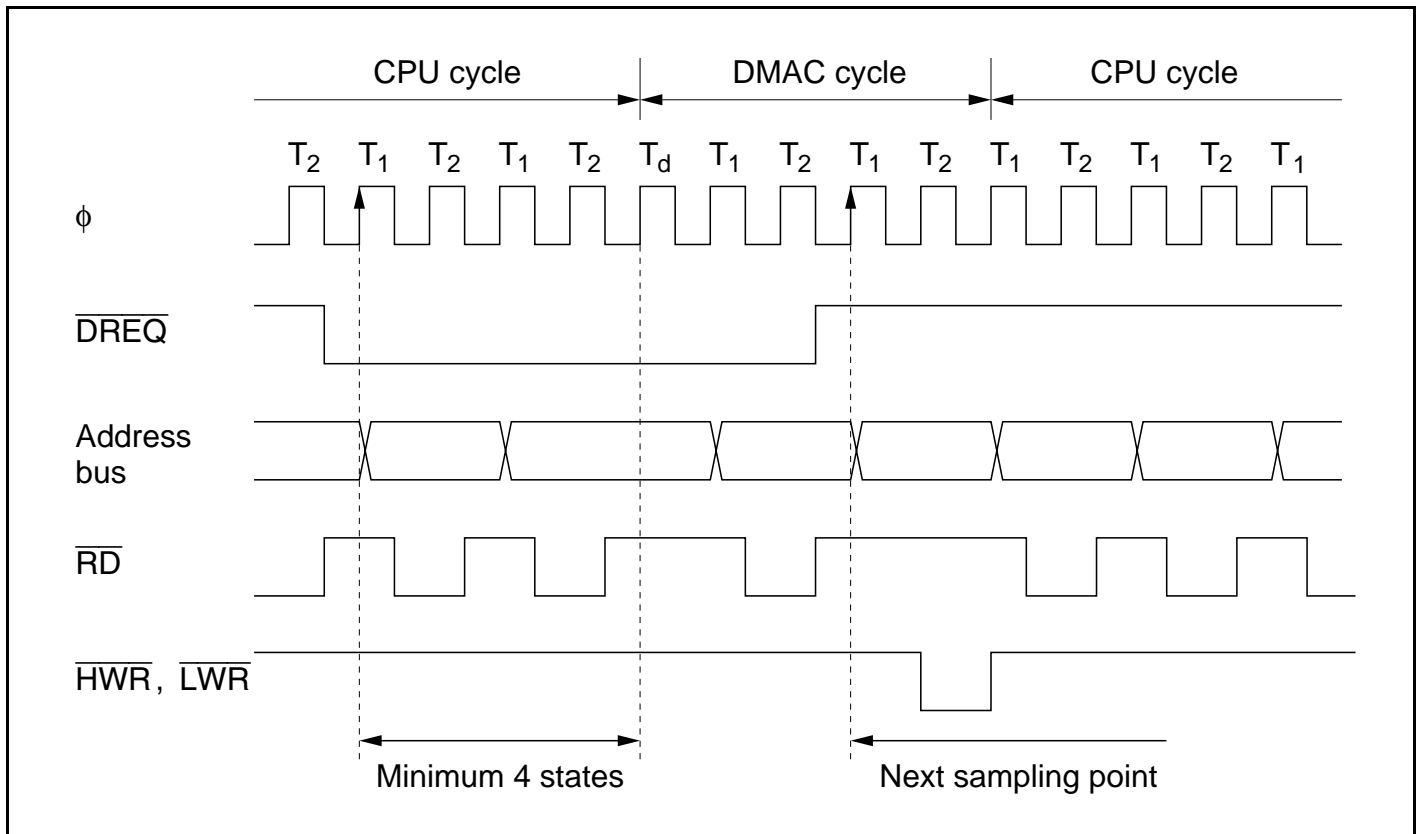 CPU cycle DMAC cycle CPU cycle
T2 T1 T2 T1 T2 Td T1 T2 T1 T2 T1 T2 T1 T2 T1
ϕ
DREQ
Address
bus
RD
HWR, LWR
Minimum 4 states Next sampling point